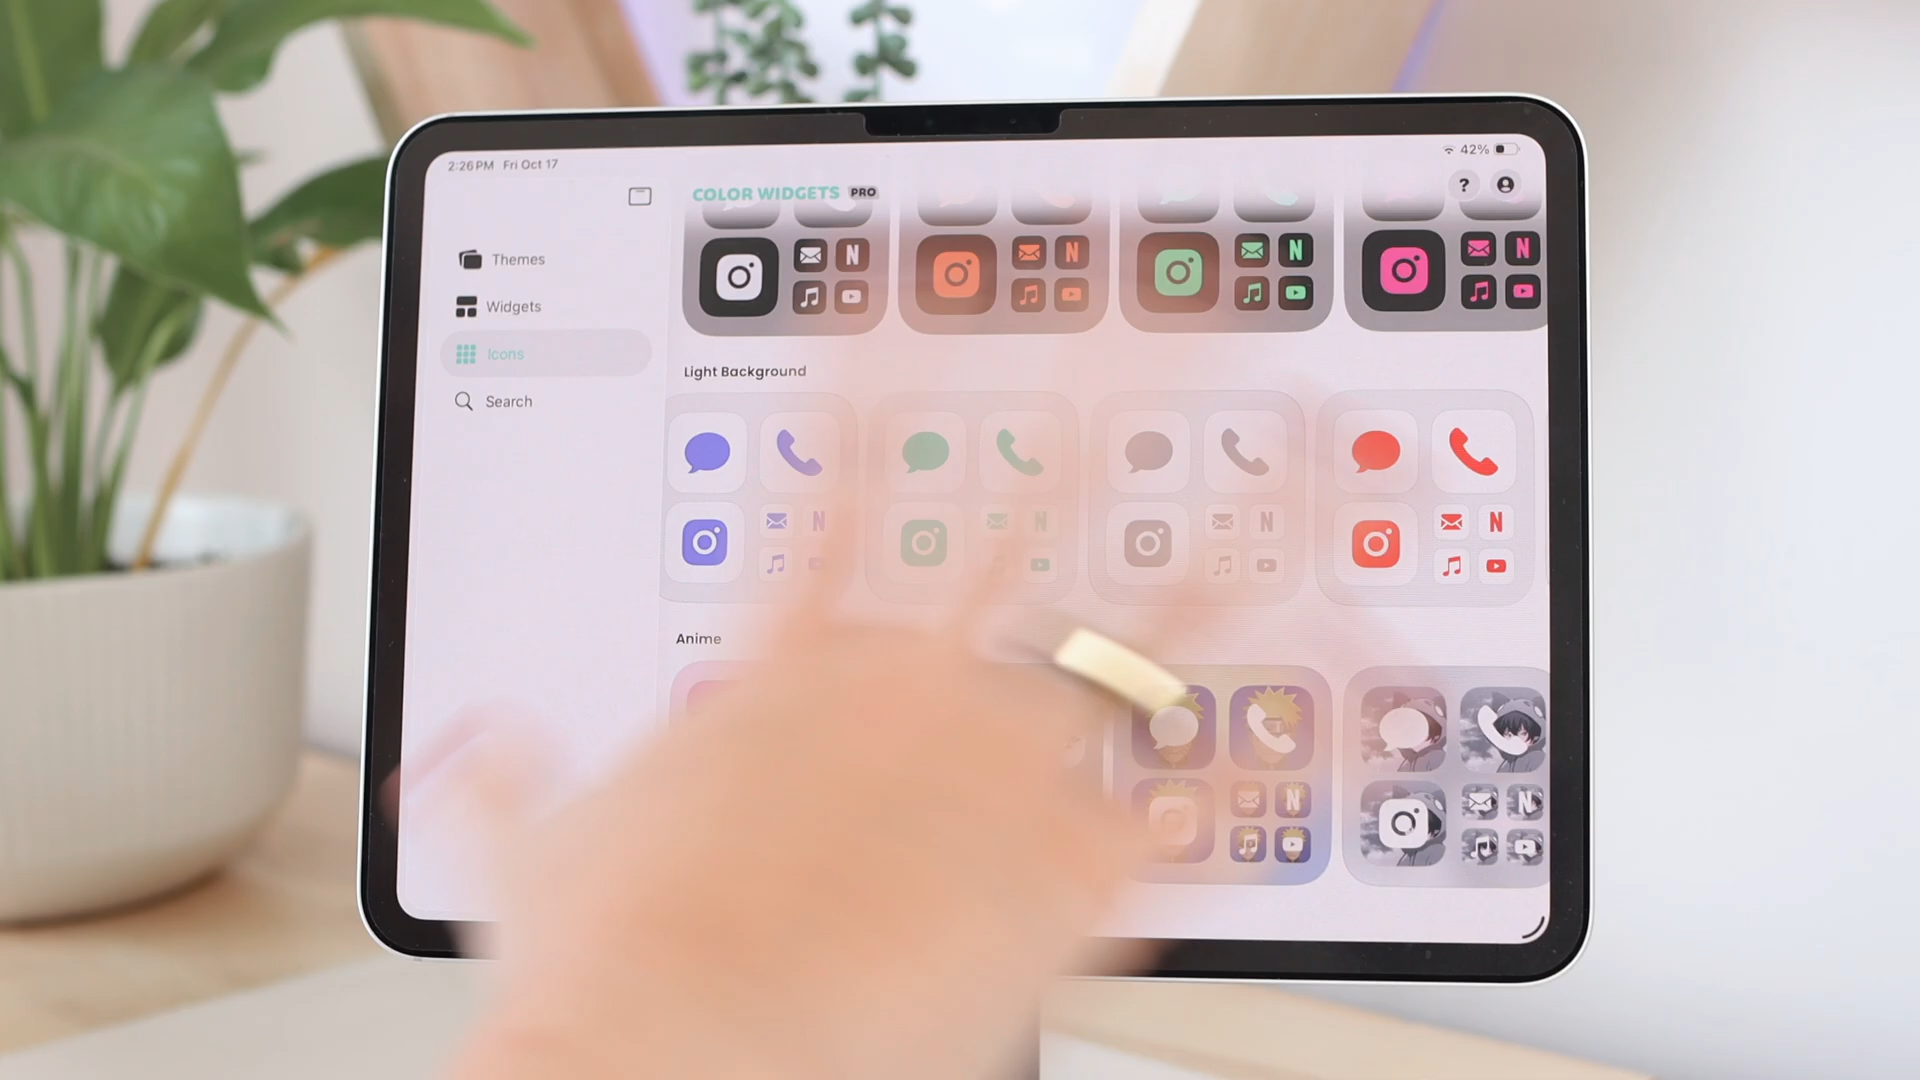 2:26 PM Fri Oct 17
42%
COLOR WIDGETS PRO
?
Themes
Widgets
Icons
Search
N
N
N
N
Light Background
N
N
N
N
Anime
N
N